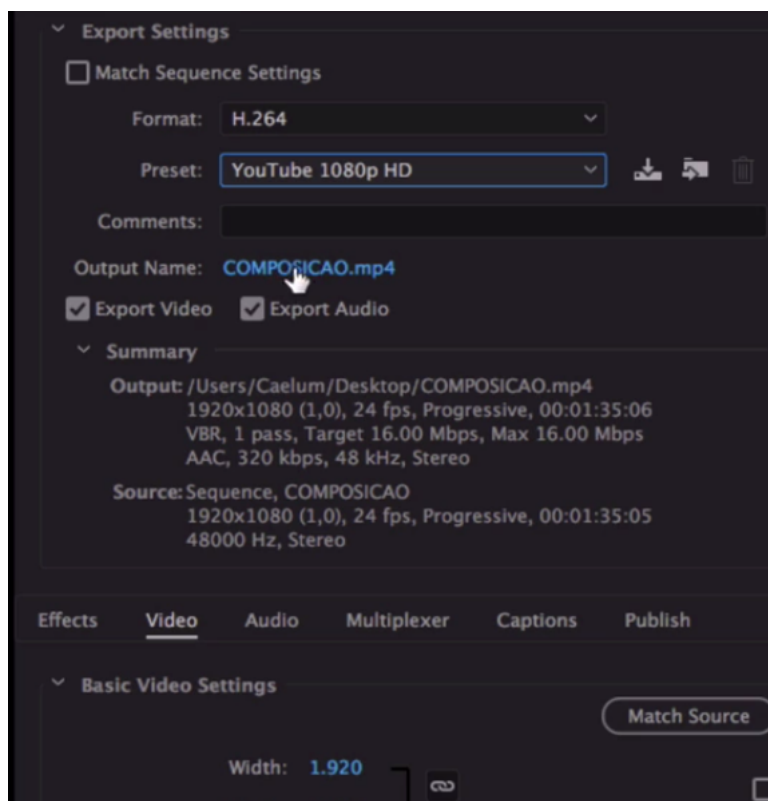 Export Settings
Match Sequence Settings
Format: H.264
Preset: YouTube 1080p HD
Comments:
Output Name: COMPOSICAO.mp4
Export Video Export Audio
Summary
Output: /Users/Caelum/Desktop/COMPOSICAO.mp4
1920x1080 (1,0), 24 fps, Progressive, 00:01:35:06
VBR, 1 pass, Target 16.00 Mbps, Max 16.00 Mbps
AAC, 320 kbps, 48 kHz, Stereo
Source: Sequence, COMPOSICAO
1920x1080 (1,0), 24 fps, Progressive, 00:01:35:05
48000 Hz, Stereo
Effects Video Audio Multiplexer Captions Publish
Basic Video Settings
Match Source
Width: 1.920